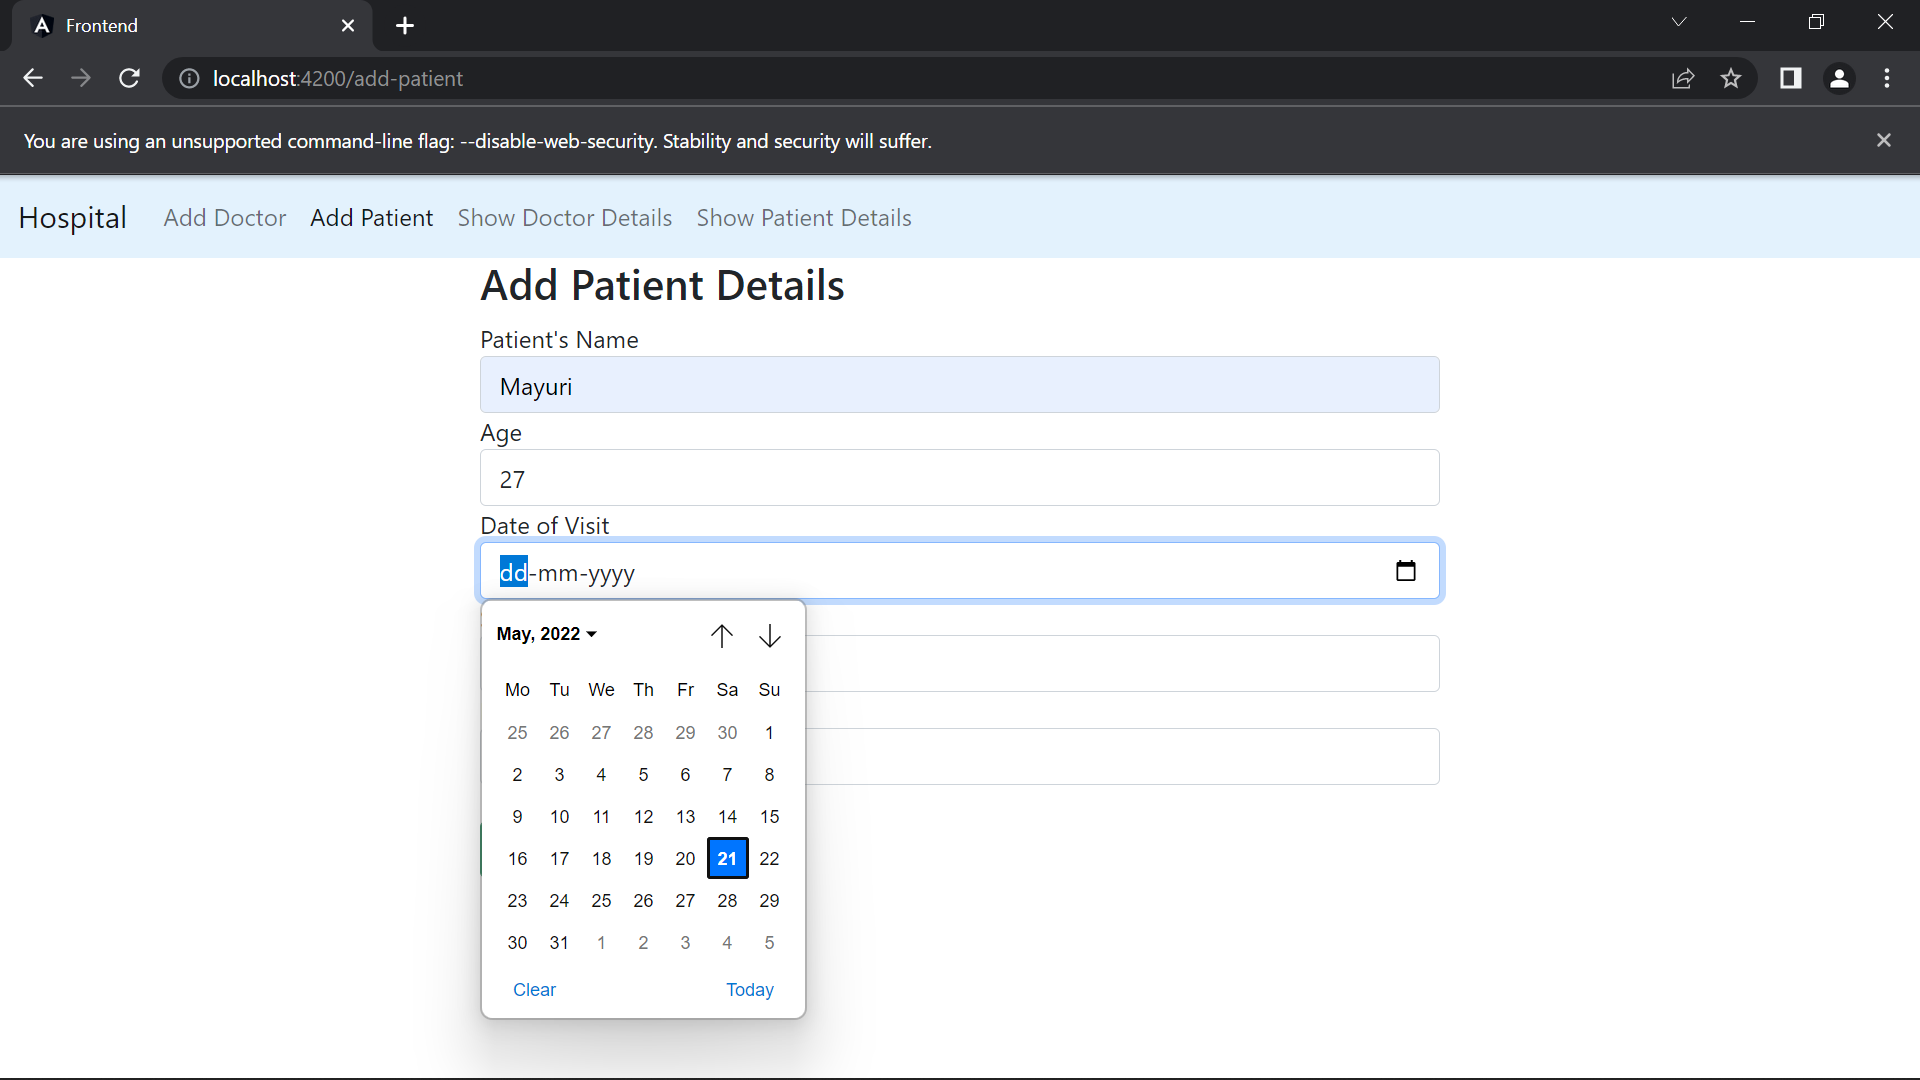 Frontend
localhost:4200/add-patient
You are using an unsupported command-line flag: --disable-web-security. Stability and security will suffer.
Hospital Add Doctor Add Patient Show Doctor Details Show Patient Details
Add Patient Details
Patient's Name
Mayuri
Age
27
Date of Visit
dd-mm-yyyy
May, 2022
Mo Tu We Th Fr Sa Su
25 26 27 28 29 30 1
2 3 4 5 6 7 8
9 10 11 12 13 14 15
16 17 18 19 20 21 22
23 24 25 26 27 28 29
30 31 1 2 3 4 5
Clear Today